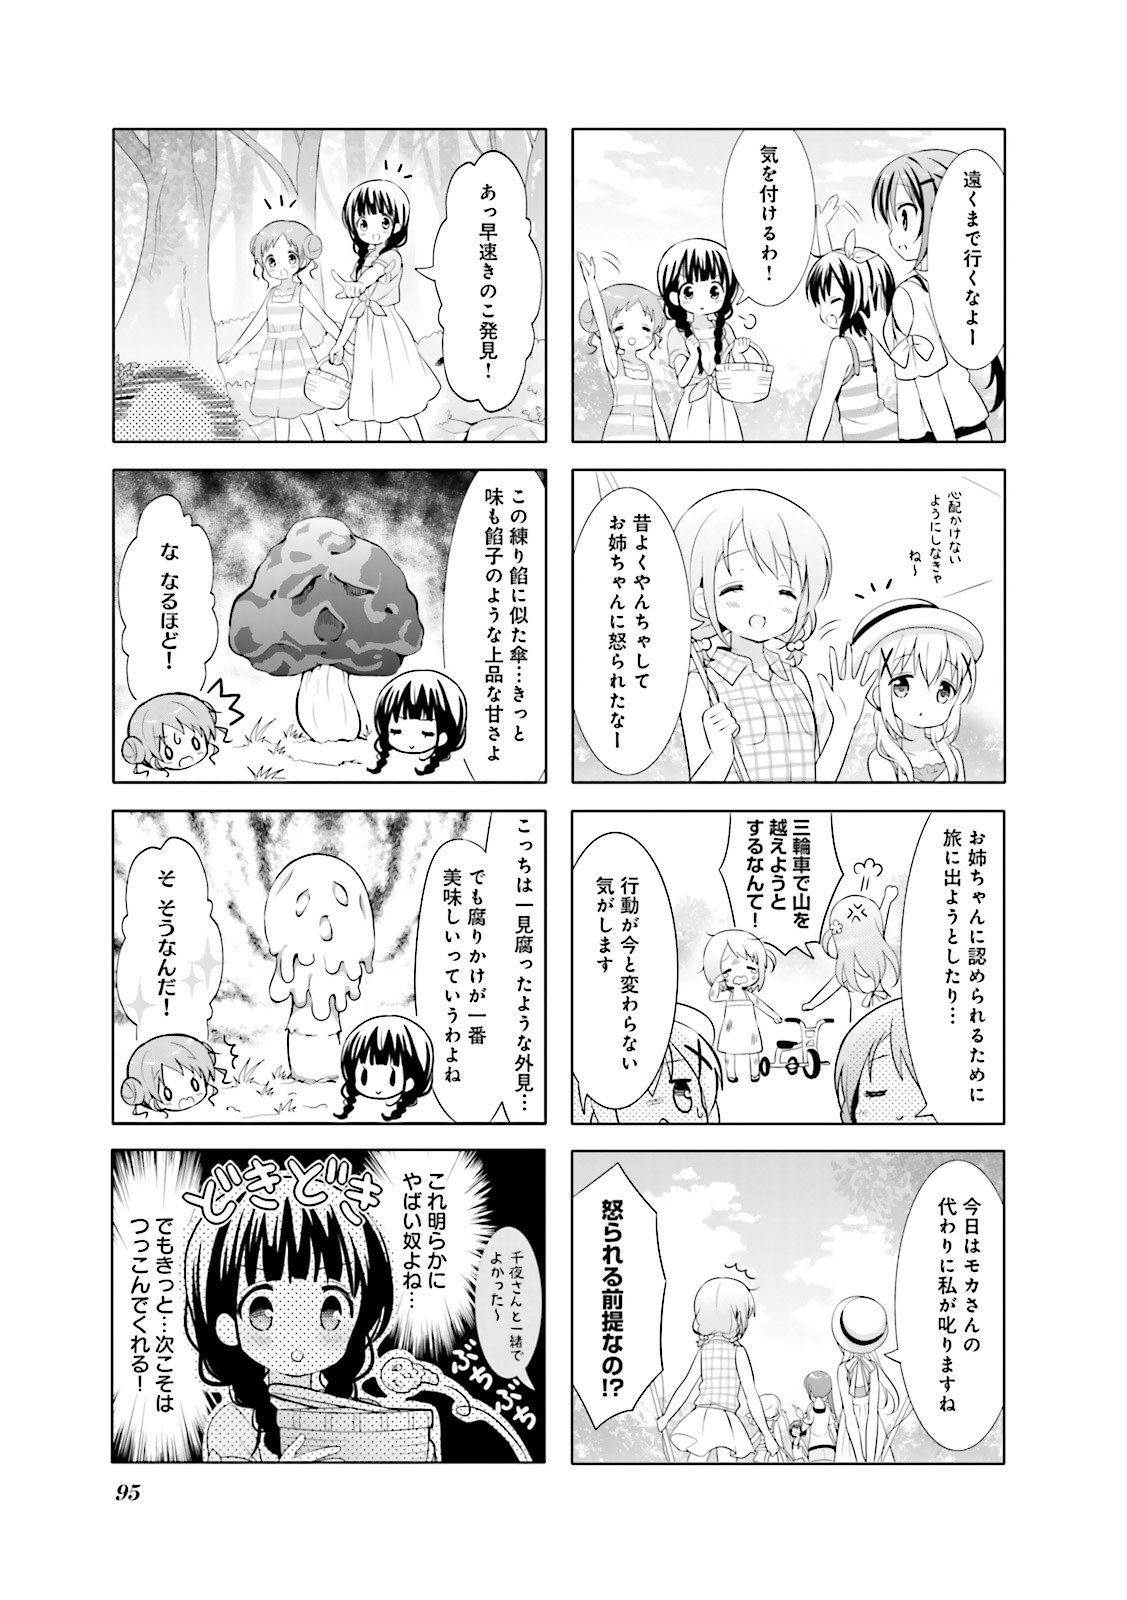 遠くまで行くなよー
気を付けるわ！
心配かけない
ようにしなきゃ
ね〜
昔よくやんちゃして
お姉ちゃんに怒られたなー
お姉ちゃんに認められるために
旅に出ようとしたり…
三輪車で山を
越えようと
するなんて！
行動が今と変わらない
気がします
今日はモカさんの
代わりに私が叱りますね
怒られる前提なの!?
あっ早速きのこ発見！
この練り餡に似た傘…きっと
味も餡子のような上品な甘さよ
な なるほど！
こっちは一見腐ったような外見…
でも腐りかけが一番
美味しいっていうわよね
そ そうなんだ！
千夜さんと一緒で
よかった〜
これ明らかに
やばい奴よね…
どきどき
でもきっと…次こそは
つっこんでくれる！
ぶち
ぶち
95